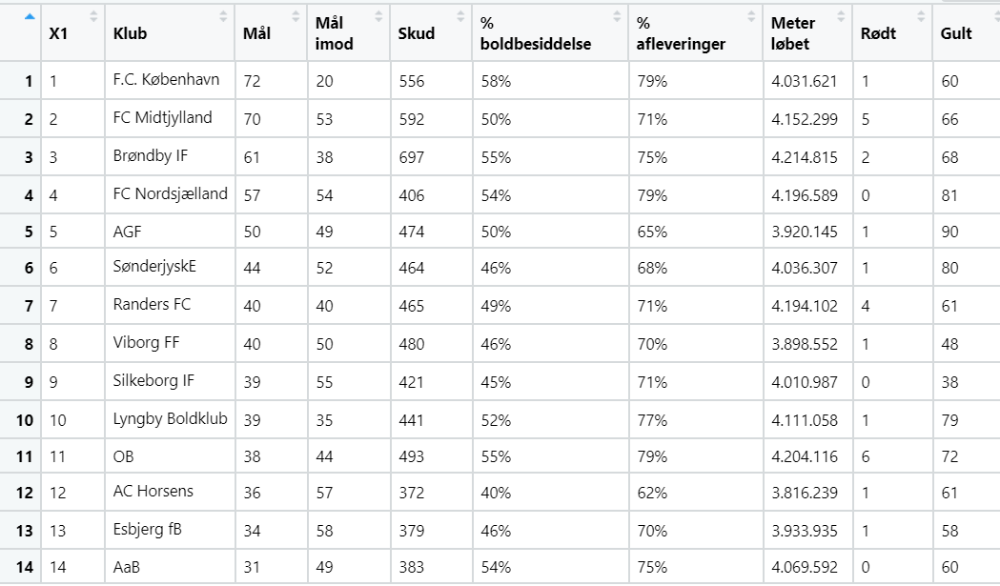 X1 Klub Mål Mål imod Skud % boldbesiddelse % afleveringer Meter løbet Rødt Gult
1 1 F.C. København 72 20 556 58% 79% 4.031.621 1 60
2 2 FC Midtjylland 70 53 592 50% 71% 4.152.299 5 66
3 3 Brøndby IF 61 38 697 55% 75% 4.214.815 2 68
4 4 FC Nordsjælland 57 54 406 54% 79% 4.196.589 0 81
5 5 AGF 50 49 474 50% 65% 3.920.145 1 90
6 6 SønderjyskE 44 52 464 46% 68% 4.036.307 1 80
7 7 Randers FC 40 40 465 49% 71% 4.194.102 4 61
8 8 Viborg FF 40 50 480 46% 70% 3.898.552 1 48
9 9 Silkeborg IF 39 55 421 45% 71% 4.010.987 0 38
10 10 Lyngby Boldklub 39 35 441 52% 77% 4.111.058 1 79
11 11 OB 38 44 493 55% 79% 4.204.116 6 72
12 12 AC Horsens 36 57 372 40% 62% 3.816.239 1 61
13 13 Esbjerg fB 34 58 379 46% 70% 3.933.935 1 58
14 14 AaB 31 49 383 54% 75% 4.069.592 0 60